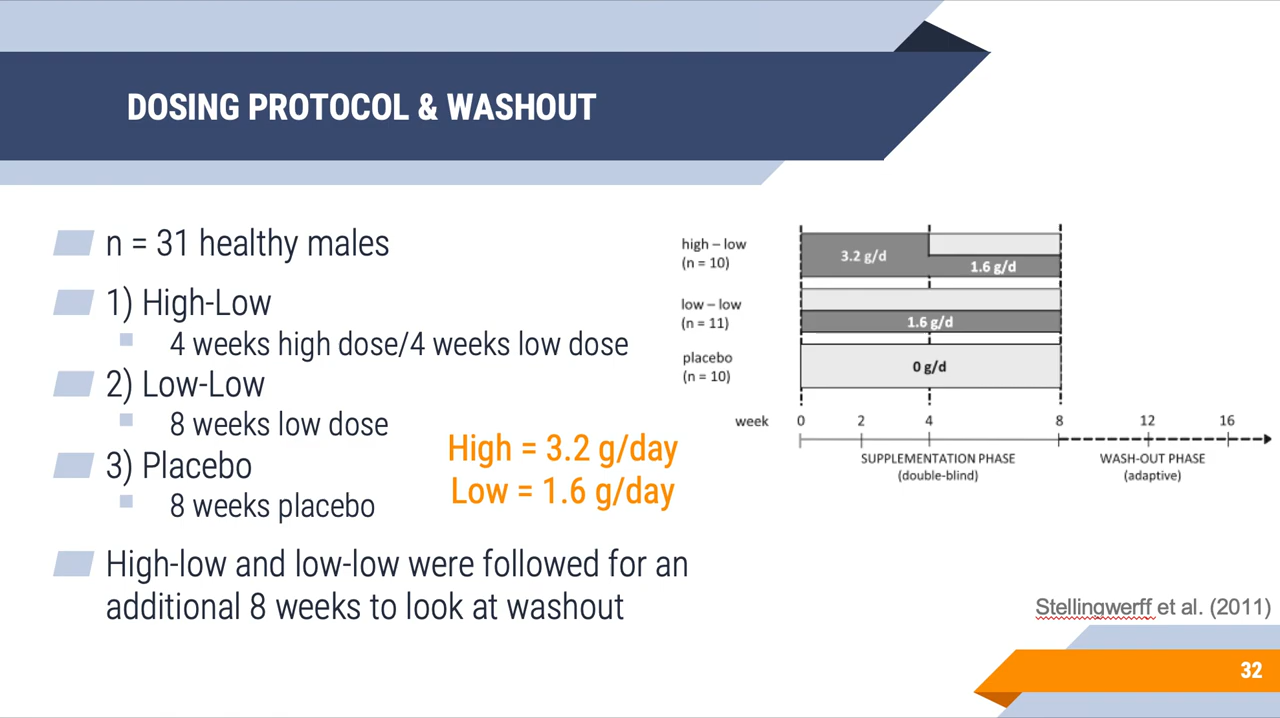 DOSING PROTOCOL & WASHOUT
n = 31 healthy males
1) High-Low
4 weeks high dose/4 weeks low dose
2) Low-Low
8 weeks low dose
3) Placebo
8 weeks placebo
High = 3.2 g/day
Low = 1.6 g/day
High-low and low-low were followed for an
additional 8 weeks to look at washout
high – low
(n = 10)
3.2 g/d
1.6 g/d
low – low
(n = 11)
1.6 g/d
placebo
(n = 10)
0 g/d
week 0 2 4 8 12 16
SUPPLEMENTATION PHASE
(double-blind)
WASH-OUT PHASE
(adaptive)
Stellingwerff et al. (2011)
32